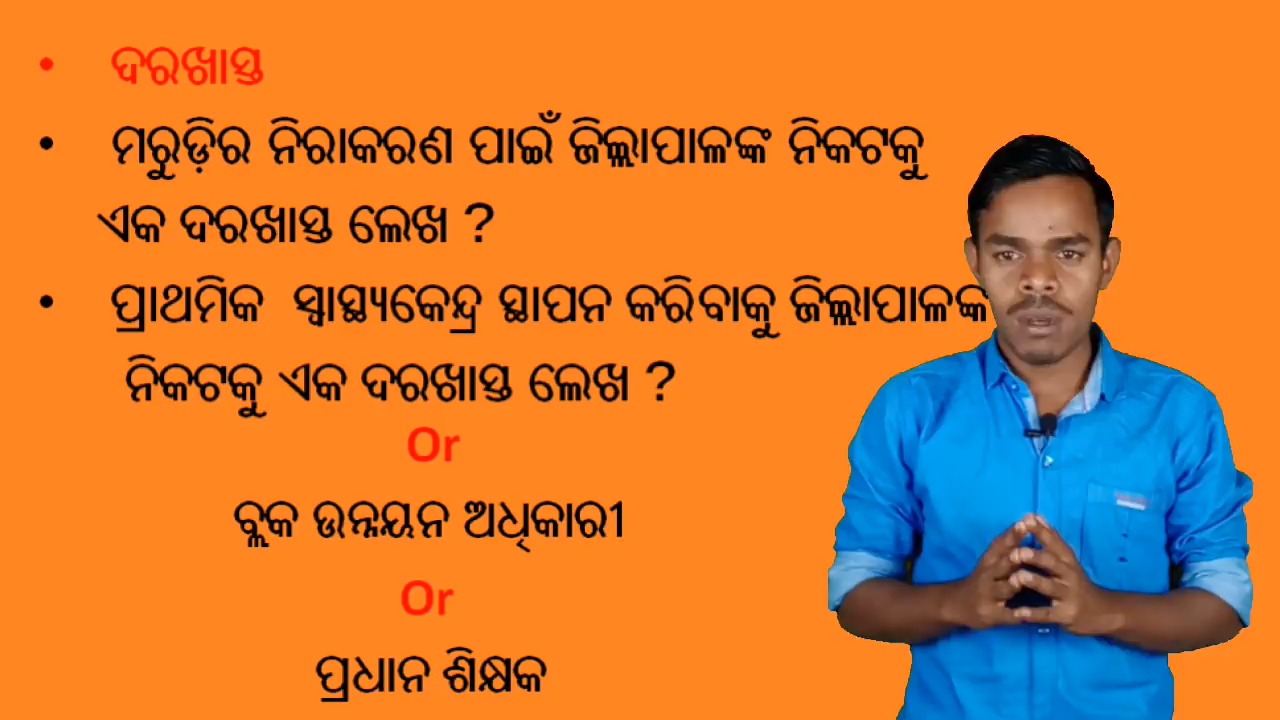 • ଦରଖାସ୍ତ
• ମରୁଡ଼ିର ନିରାକରଣ ପାଇଁ ଜିଲ୍ଲାପାଳଙ୍କ ନିକଟକୁ
ଏକ ଦରଖାସ୍ତ ଲେଖ ?
• ପ୍ରାଥମିକ ସ୍ୱାସ୍ଥ୍ୟକେନ୍ଦ୍ର ସ୍ଥାପନ କରିବାକୁ ଜିଲ୍ଲାପାଳଙ୍କ
ନିକଟକୁ ଏକ ଦରଖାସ୍ତ ଲେଖ ?
Or
ବ୍ଲକ ଉନ୍ନୟନ ଅଧିକାରୀ
Or
ପ୍ରଧାନ ଶିକ୍ଷକ